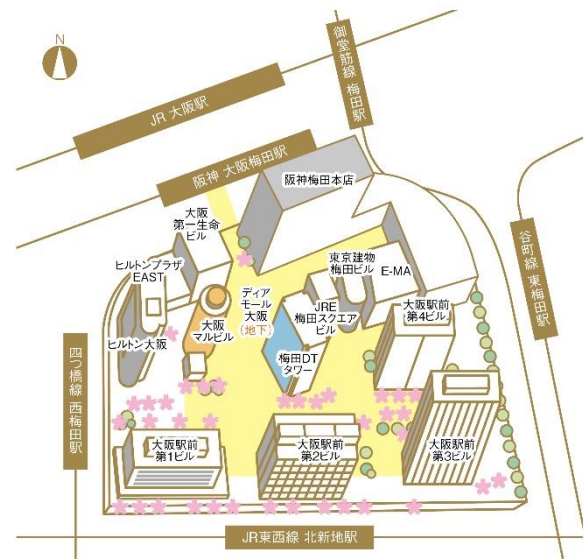 N
JR 大阪駅
御堂筋線 梅田駅
阪神 大阪梅田駅
阪神梅田本店
大阪
第一生命
ビル
ヒルトンプラザ
EAST
東京建物
梅田ビル
E-MA
谷町線 東梅田駅
ディア
モール
大阪
(地下)
JRE
梅田スクエア
ビル
大阪駅前
第4ビル
ヒルトン大阪
大阪
マルビル
梅田DT
タワー
四つ橋線 西梅田駅
大阪駅前
第1ビル
大阪駅前
第2ビル
大阪駅前
第3ビル
JR東西線 北新地駅